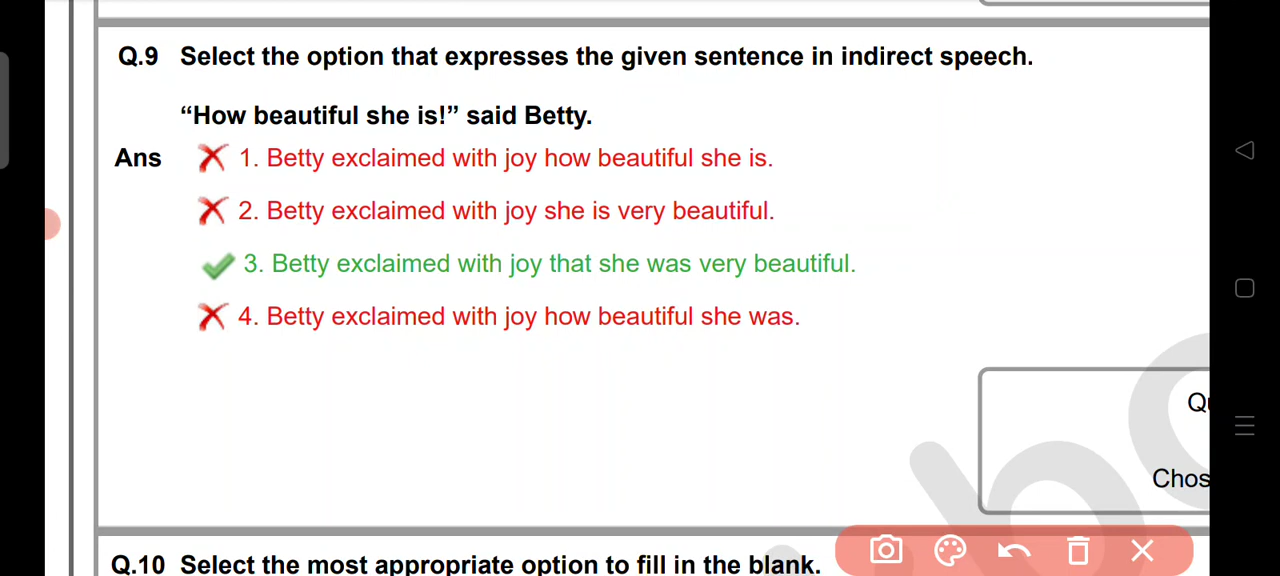 Q.9 Select the option that expresses the given sentence in indirect speech.
“How beautiful she is!” said Betty.
Ans 1. Betty exclaimed with joy how beautiful she is.
2. Betty exclaimed with joy she is very beautiful.
3. Betty exclaimed with joy that she was very beautiful.
4. Betty exclaimed with joy how beautiful she was.
Q.10 Select the most appropriate option to fill in the blank.